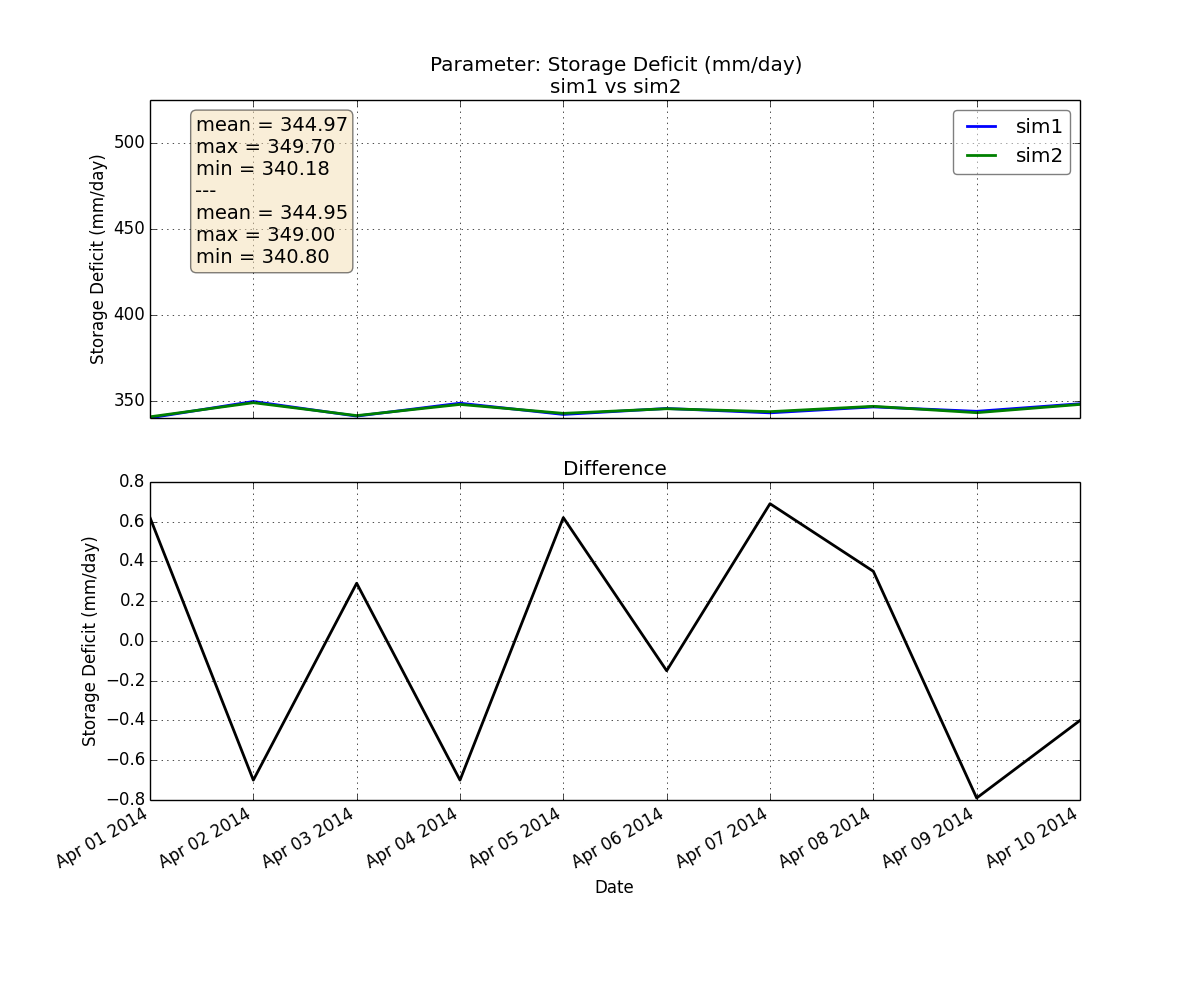 Parameter: Storage Deficit (mm/day)
sim1 vs sim2
mean = 344.97
max = 349.70
min = 340.18
---
mean = 344.95
max = 349.00
min = 340.80
sim1
sim2
Storage Deficit (mm/day)
500
450
400
350
Difference
Storage Deficit (mm/day)
0.8
0.6
0.4
0.2
0.0
−0.2
−0.4
−0.6
−0.8
Apr 01 2014
Apr 02 2014
Apr 03 2014
Apr 04 2014
Apr 05 2014
Apr 06 2014
Apr 07 2014
Apr 08 2014
Apr 09 2014
Apr 10 2014
Date